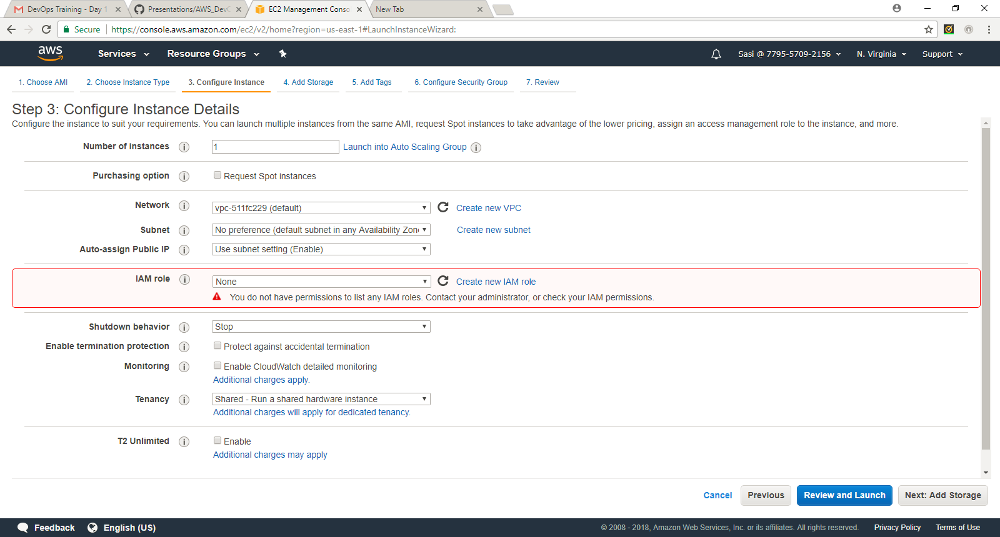 DevOps Training - Day 1
Presentations/AWS_DevO
EC2 Management Conso
New Tab
Secure
https://console.aws.amazon.com/ec2/v2/home?region=us-east-1#LaunchInstanceWizard:
aws
Services
Resource Groups
Sasi @ 7795-5709-2156
N. Virginia
Support
1. Choose AMI
2. Choose Instance Type
3. Configure Instance
4. Add Storage
5. Add Tags
6. Configure Security Group
7. Review
Step 3: Configure Instance Details
Configure the instance to suit your requirements. You can launch multiple instances from the same AMI, request Spot instances to take advantage of the lower pricing, assign an access management role to the instance, and more.
Number of instances
1
Launch into Auto Scaling Group
Purchasing option
Request Spot instances
Network
vpc-511fc229 (default)
Create new VPC
Subnet
No preference (default subnet in any Availability Zon
Create new subnet
Auto-assign Public IP
Use subnet setting (Enable)
IAM role
None
Create new IAM role
You do not have permissions to list any IAM roles. Contact your administrator, or check your IAM permissions.
Shutdown behavior
Stop
Enable termination protection
Protect against accidental termination
Monitoring
Enable CloudWatch detailed monitoring
Additional charges apply.
Tenancy
Shared - Run a shared hardware instance
Additional charges will apply for dedicated tenancy.
T2 Unlimited
Enable
Additional charges may apply
Cancel
Previous
Review and Launch
Next: Add Storage
Feedback
English (US)
© 2008 - 2018, Amazon Web Services, Inc. or its affiliates. All rights reserved.
Privacy Policy
Terms of Use